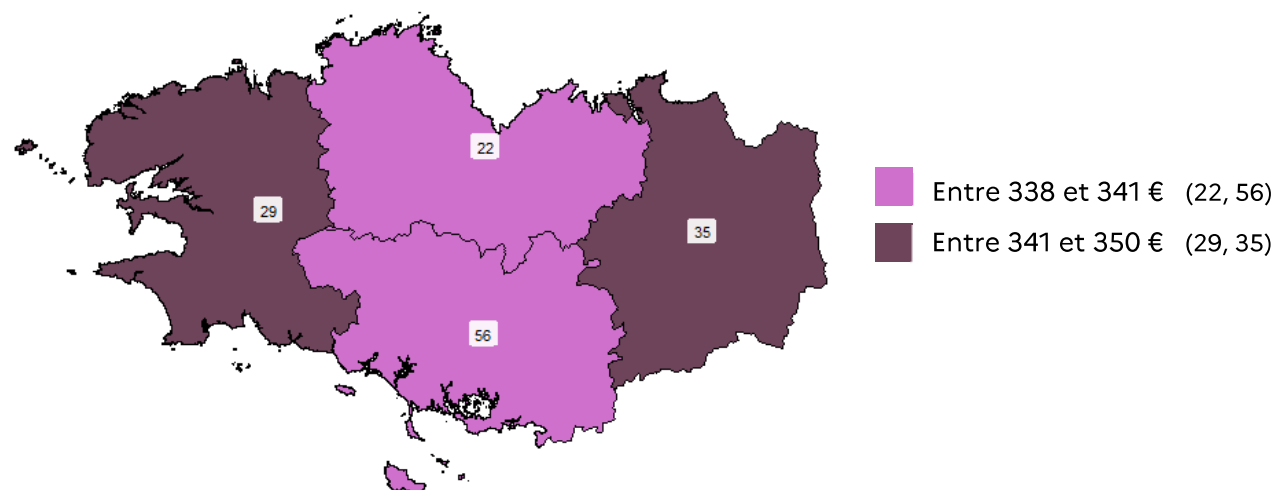 22
Entre 338 et 341 € (22, 56)
29
35
Entre 341 et 350 € (29, 35)
56